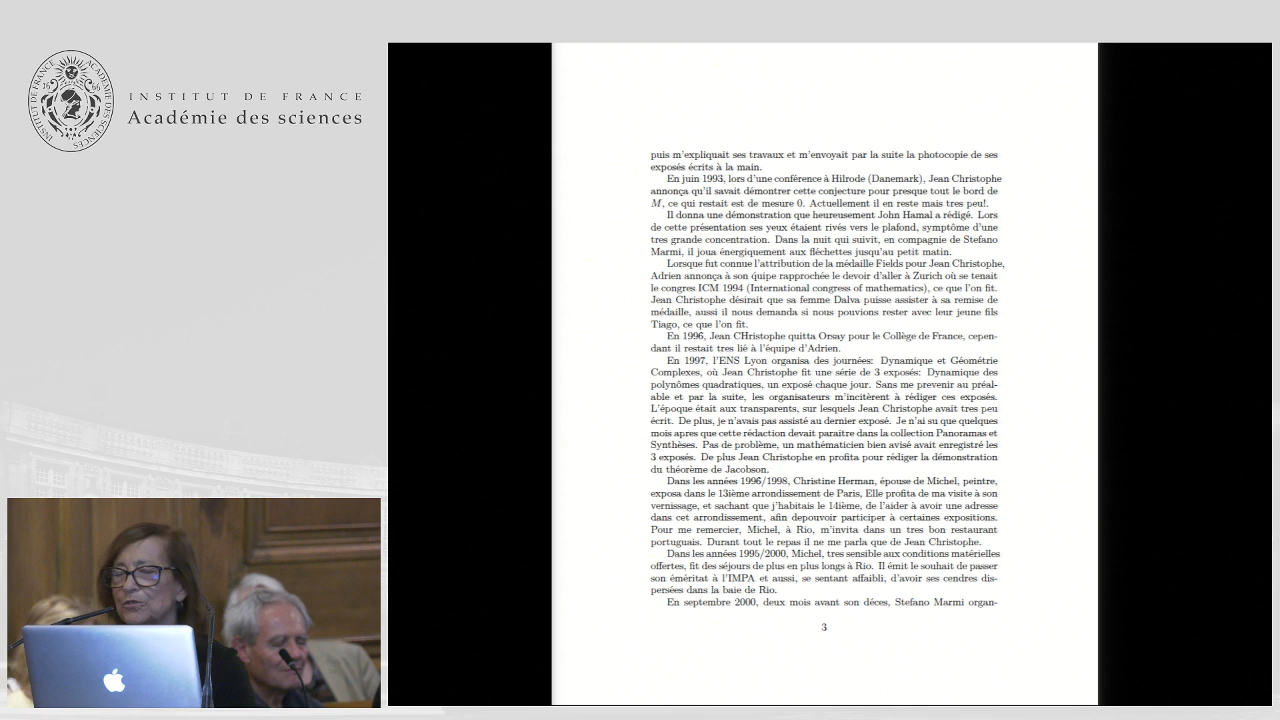 INSTITUT DE FRANCE
Académie des sciences
puis m'expliquait ses travaux et m'envoyait par la suite la photocopie de ses
exposés écrits à la main.
En juin 1993, lors d'une conférence à Hilrode (Danemark), Jean Christophe
annonça qu'il savait démontrer cette conjecture pour presque tout le bord de
M, ce qui restait est de mesure 0. Actuellement il en reste mais tres peu!.
Il donna une démonstration que heureusement John Hamal a rédigé. Lors
de cette présentation ses yeux étaient rivés vers le plafond, symptôme d'une
tres grande concentration. Dans la nuit qui suivit, en compagnie de Stefano
Marmi, il joua énergiquement aux fléchettes jusqu'au petit matin.
Lorsque fut connue l'attribution de la médaille Fields pour Jean Christophe,
Adrien annonça à son équipe rapprochée le devoir d'aller à Zurich où se tenait
le congres ICM 1994 (International congress of mathematics), ce que l'on fit.
Jean Christophe désirait que sa femme Dalva puisse assister à sa remise de
médaille, aussi il nous demanda si nous pouvions rester avec leur jeune fils
Tiago, ce que l'on fit.
En 1996, Jean CHristophe quitta Orsay pour le Collège de France, cepen-
dant il restait tres lié à l'équipe d'Adrien.
En 1997, l'ENS Lyon organisa des journées: Dynamique et Géométrie
Complexes, où Jean Christophe fit une série de 3 exposés: Dynamique des
polynômes quadratiques, un exposé chaque jour. Sans me prevenir au préal-
able et par la suite, les organisateurs m'incitèrent à rédiger ces exposés.
L'époque était aux transparents, sur lesquels Jean Christophe avait tres peu
écrit. De plus, je n'avais pas assisté au dernier exposé. Je n'ai su que quelques
mois apres que cette rédaction devait paraitre dans la collection Panoramas et
Synthèses. Pas de problème, un mathématicien bien avisé avait enregistré les
3 exposés. De plus Jean Christophe en profita pour rédiger la démonstration
du théorème de Jacobson.
Dans les années 1996/1998, Christine Herman, épouse de Michel, peintre,
exposa dans le 13ième arrondissement de Paris, Elle profita de ma visite à son
vernissage, et sachant que j'habitais le 14ième, de l'aider à avoir une adresse
dans cet arrondissement, afin depouvoir participer à certaines expositions.
Pour me remercier, Michel, à Rio, m'invita dans un tres bon restaurant
portuguais. Durant tout le repas il ne me parla que de Jean Christophe.
Dans les années 1995/2000, Michel, tres sensible aux conditions matérielles
offertes, fit des séjours de plus en plus longs à Rio. Il émit le souhait de passer
son éméritat à l'IMPA et aussi, se sentant affaibli, d'avoir ses cendres dis-
persées dans la baie de Rio.
En septembre 2000, deux mois avant son déces, Stefano Marmi organ-
3